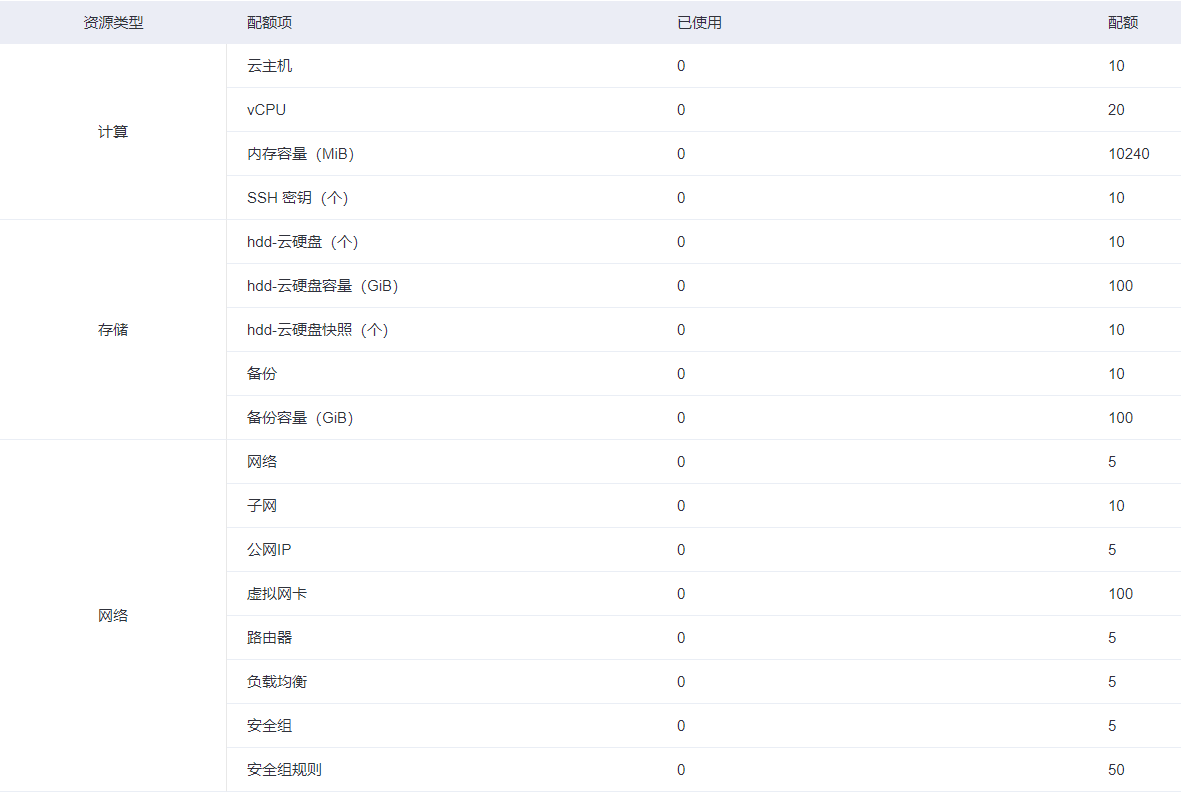 资源类型 配额项 已使用 配额
云主机 0 10
vCPU 0 20
计算
内存容量（MiB） 0 10240
SSH 密钥（个） 0 10
hdd-云硬盘（个） 0 10
hdd-云硬盘容量（GiB） 0 100
存储 hdd-云硬盘快照（个） 0 10
备份 0 10
备份容量（GiB） 0 100
网络 0 5
子网 0 10
公网IP 0 5
虚拟网卡 0 100
网络
路由器 0 5
负载均衡 0 5
安全组 0 5
安全组规则 0 50